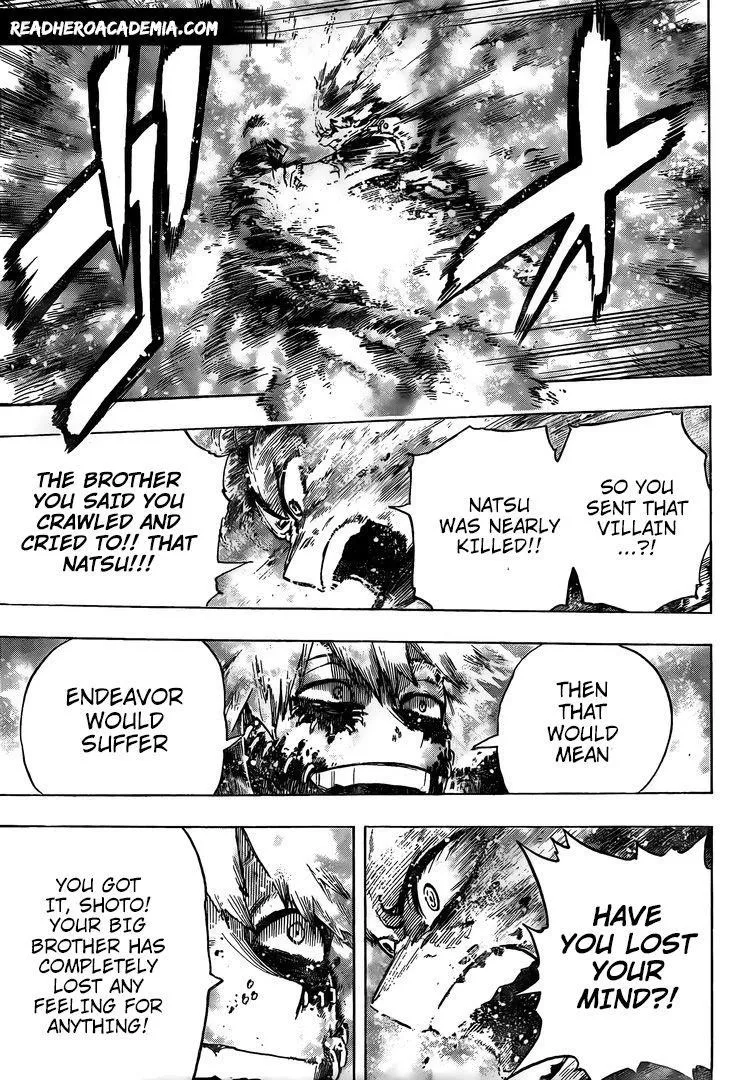 READHEROACADEMIA.COM
SO YOU
SENT THAT
VILLAIN
...?!
NATSU
WAS NEARLY
KILLED!!
THE BROTHER
YOU SAID YOU
CRAWLED AND
CRIED TO!! THAT
NATSU!!!
THEN
THAT
WOULD
MEAN
ENDEAVOR
WOULD
SUFFER
HAVE
YOU LOST
YOUR
MIND?!
YOU GOT
IT, SHOTO!
YOUR BIG
BROTHER HAS
COMPLETELY
LOST ANY
FEELING FOR
ANYTHING!